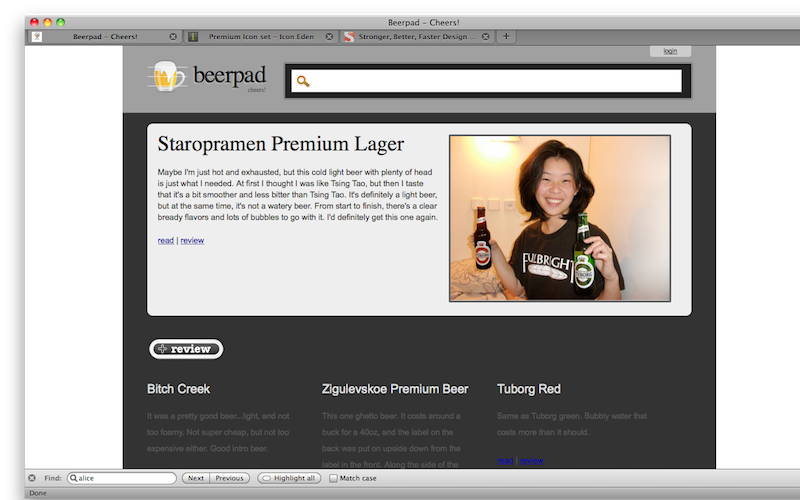 Beerpad – Cheers!
Beerpad – Cheers!
Premium Icon set – Icon Eden
Stronger, Better, Faster Design ...
login
beerpad
cheers!
Staropramen Premium Lager
Maybe I'm just hot and exhausted, but this cold light beer with plenty of head
is just what I needed. At first I thought I was like Tsing Tao, but then I taste
that it's a bit smoother and less bitter than Tsing Tao. It's definitely a light beer,
but at the same time, it's not a watery beer. From start to finish, there's a clear
bready flavors and lots of bubbles to go with it. I'd definitely get this one again.
read | review
FULBRIGHT
+ review
Bitch Creek
It was a pretty good beer...light, and not
too foamy. Not super cheap, but not too
expensive either. Good intro beer.
Zigulevskoe Premium Beer
This one ghetto beer. It costs around a
buck for a 40oz, and the label on the
back was put on upside down from the
label in the front. Along the side of the
Tuborg Red
Same as Tuborg green. Bubbly water that
costs more than it should.
read | review
Find:
alice
Next
Previous
Highlight all
Match case
Done